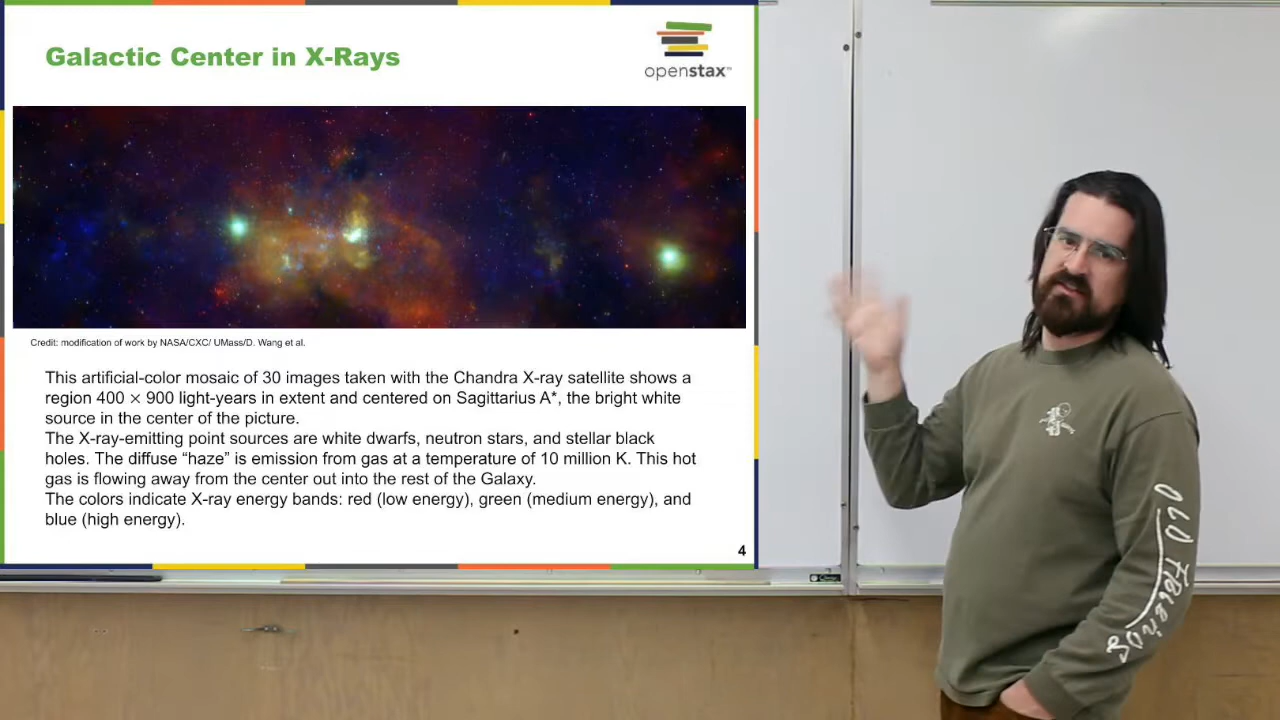 Galactic Center in X-Rays
openstax™
Credit: modification of work by NASA/CXC/ UMass/D. Wang et al.
This artificial-color mosaic of 30 images taken with the Chandra X-ray satellite shows a
region 400 × 900 light-years in extent and centered on Sagittarius A*, the bright white
source in the center of the picture.
The X-ray-emitting point sources are white dwarfs, neutron stars, and stellar black
holes. The diffuse “haze” is emission from gas at a temperature of 10 million K. This hot
gas is flowing away from the center out into the rest of the Galaxy.
The colors indicate X-ray energy bands: red (low energy), green (medium energy), and
blue (high energy).
4
OLD FRIENDS